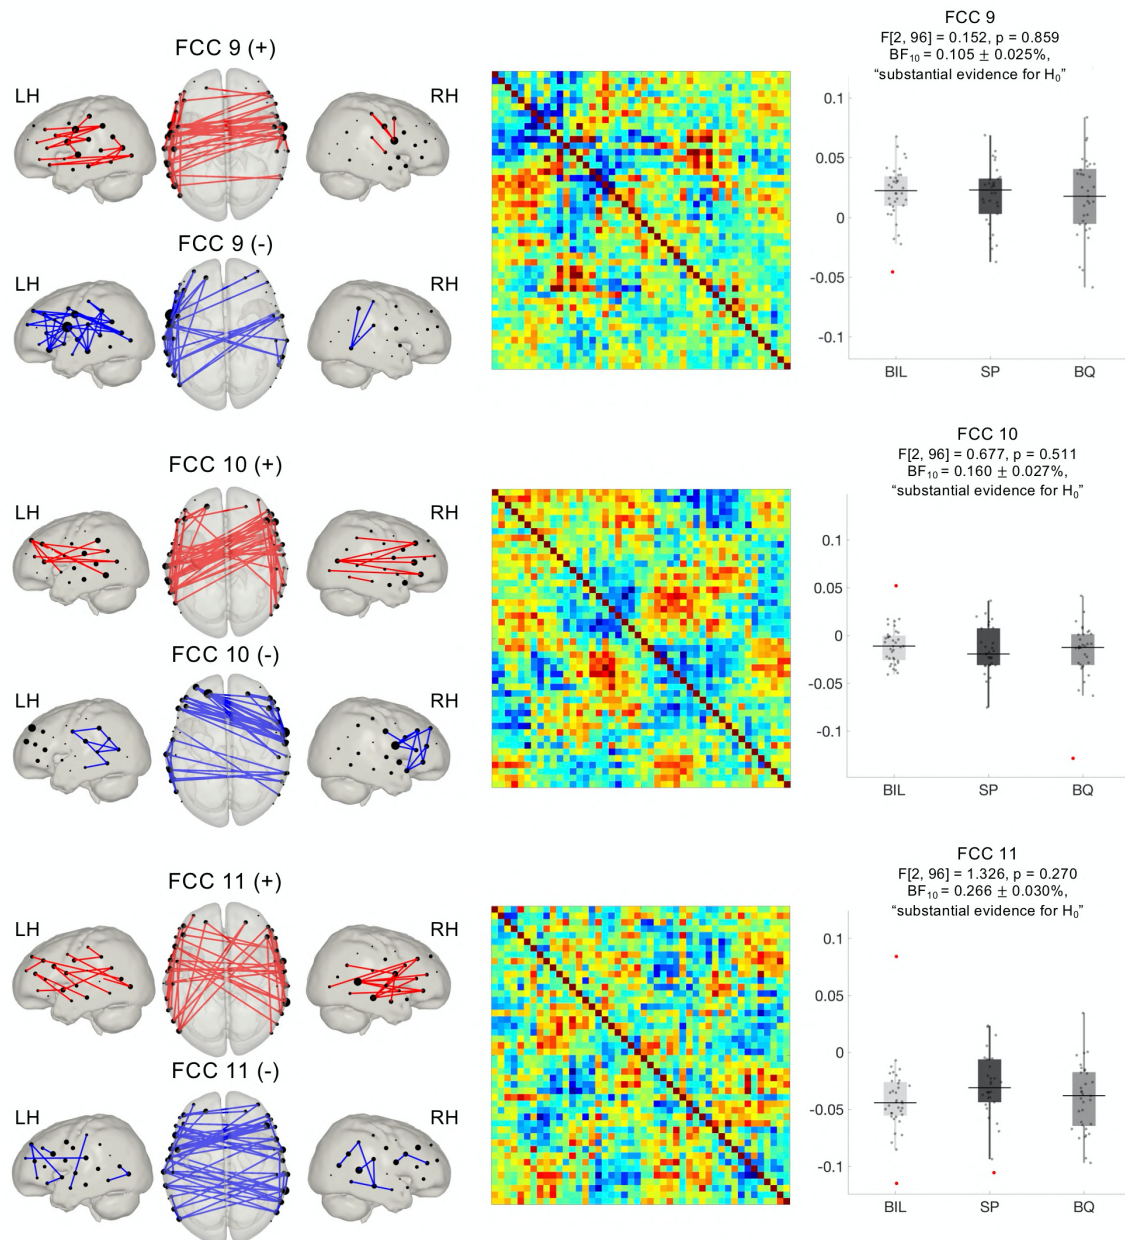 FCC 9 (+)
LH
RH
FCC 9 (-)
LH
RH
FCC 9
F[2, 96] = 0.152, p = 0.859
BF₁₀ = 0.105 ± 0.025%,
“substantial evidence for H₀”
0.1
0.05
0
-0.05
-0.1
BIL SP BQ
FCC 10 (+)
LH
RH
FCC 10 (-)
LH
RH
FCC 10
F[2, 96] = 0.677, p = 0.511
BF₁₀ = 0.160 ± 0.027%,
“substantial evidence for H₀”
0.1
0.05
0
-0.05
-0.1
BIL SP BQ
FCC 11 (+)
LH
RH
FCC 11 (-)
LH
RH
FCC 11
F[2, 96] = 1.326, p = 0.270
BF₁₀ = 0.266 ± 0.030%,
“substantial evidence for H₀”
0.1
0.05
0
-0.05
-0.1
BIL SP BQ